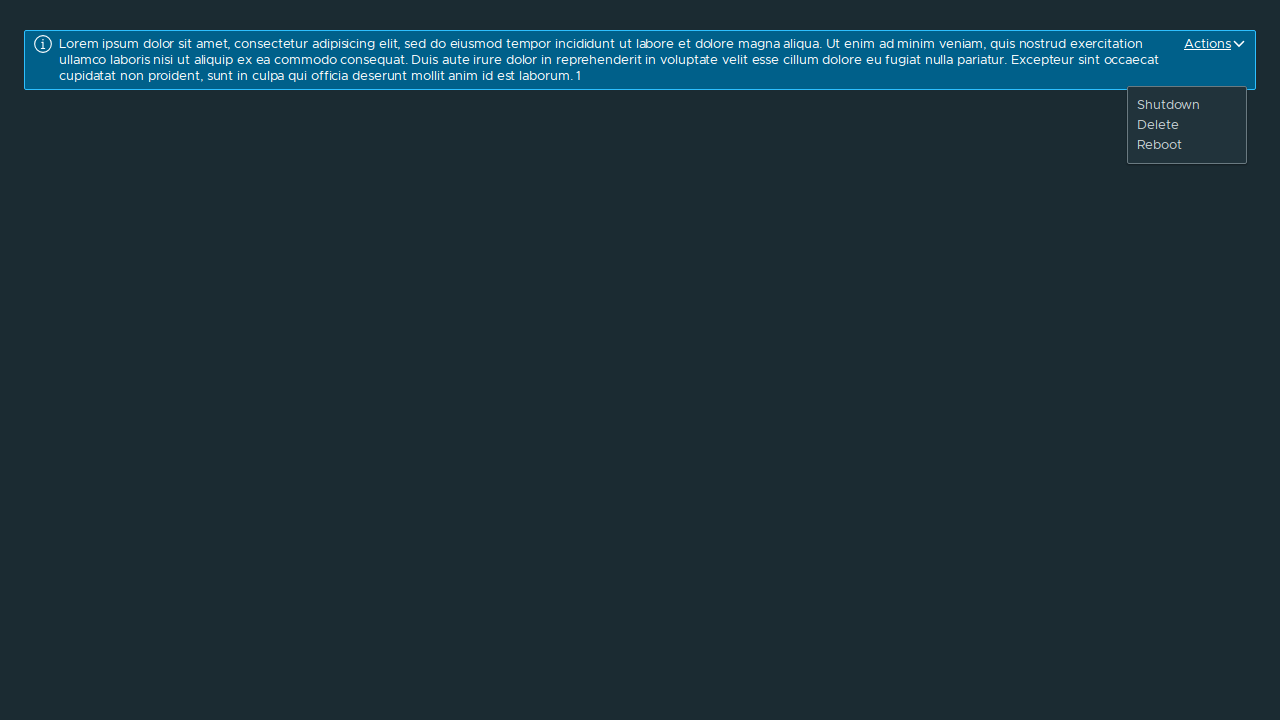 Lorem ipsum dolor sit amet, consectetur adipisicing elit, sed do eiusmod tempor incididunt ut labore et dolore magna aliqua. Ut enim ad minim veniam, quis nostrud exercitation
ullamco laboris nisi ut aliquip ex ea commodo consequat. Duis aute irure dolor in reprehenderit in voluptate velit esse cillum dolore eu fugiat nulla pariatur. Excepteur sint occaecat
cupidatat non proident, sunt in culpa qui officia deserunt mollit anim id est laborum. 1
Actions
Shutdown
Delete
Reboot